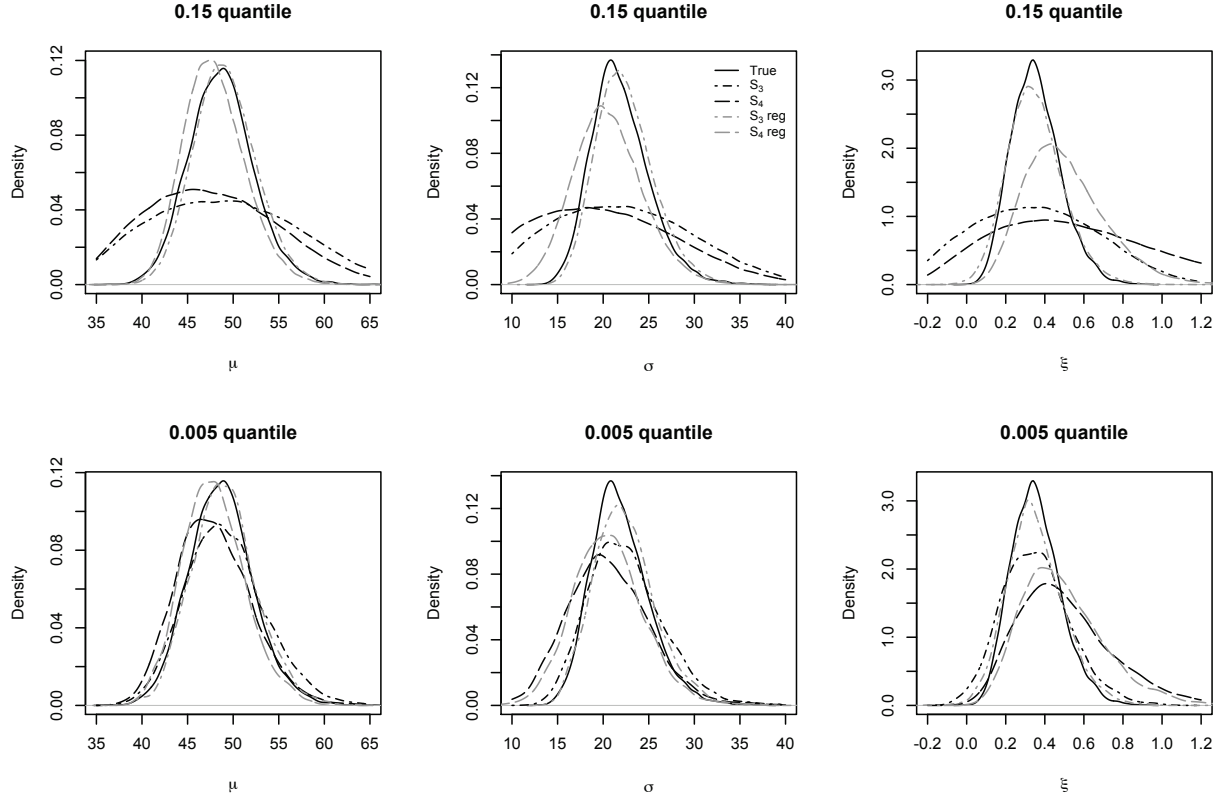 0.15 quantile
Density
0.00 0.04 0.08 0.12
35 40 45 50 55 60 65
μ
0.15 quantile
Density
0.00 0.04 0.08 0.12
10 15 20 25 30 35 40
σ
True
S3
S4
S3 reg
S4 reg
0.15 quantile
Density
0.0 1.0 2.0 3.0
-0.2 0.0 0.2 0.4 0.6 0.8 1.0 1.2
ξ
0.005 quantile
Density
0.00 0.04 0.08 0.12
35 40 45 50 55 60 65
μ
0.005 quantile
Density
0.00 0.04 0.08 0.12
10 15 20 25 30 35 40
σ
0.005 quantile
Density
0.0 1.0 2.0 3.0
-0.2 0.0 0.2 0.4 0.6 0.8 1.0 1.2
ξ